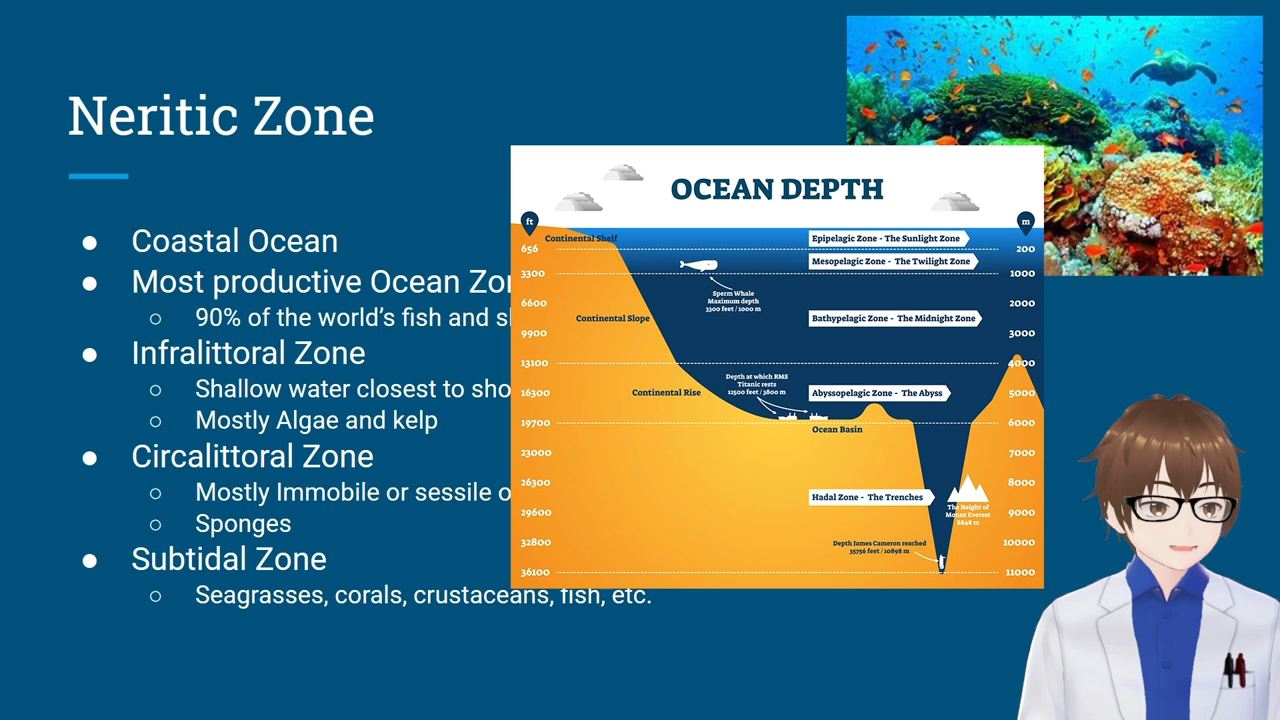 Neritic Zone
● Coastal Ocean
● Most productive Ocean
○ 90% of the world's fish and
● Infralittoral Zone
○ Shallow water closest to
○ Mostly Algae and kelp
● Circalittoral Zone
○ Mostly Immobile or sessile
○ Sponges
● Subtidal Zone
○ Seagrasses, corals, crustaceans, fish, etc.
OCEAN DEPTH
ft
m
Continental Shelf
Epipelagic Zone - The Sunlight Zone
656
200
Mesopelagic Zone - The Twilight Zone
3300
1000
Sperm Whale
Maximum depth
3300 feet / 1000 m
6600
2000
Continental Slope
Bathypelagic Zone - The Midnight Zone
9900
3000
13100
4000
Depth at which RMS
Titanic rests
12500 feet / 3800 m
16300
Continental Rise
Abyssopelagic Zone - The Abyss
5000
19700
6000
Ocean Basin
23000
7000
26300
8000
Hadal Zone - The Trenches
The Height of
Mount Everest
8848 m
29600
9000
32800
10000
Depth James Cameron reached
35756 feet / 10898 m
36100
11000